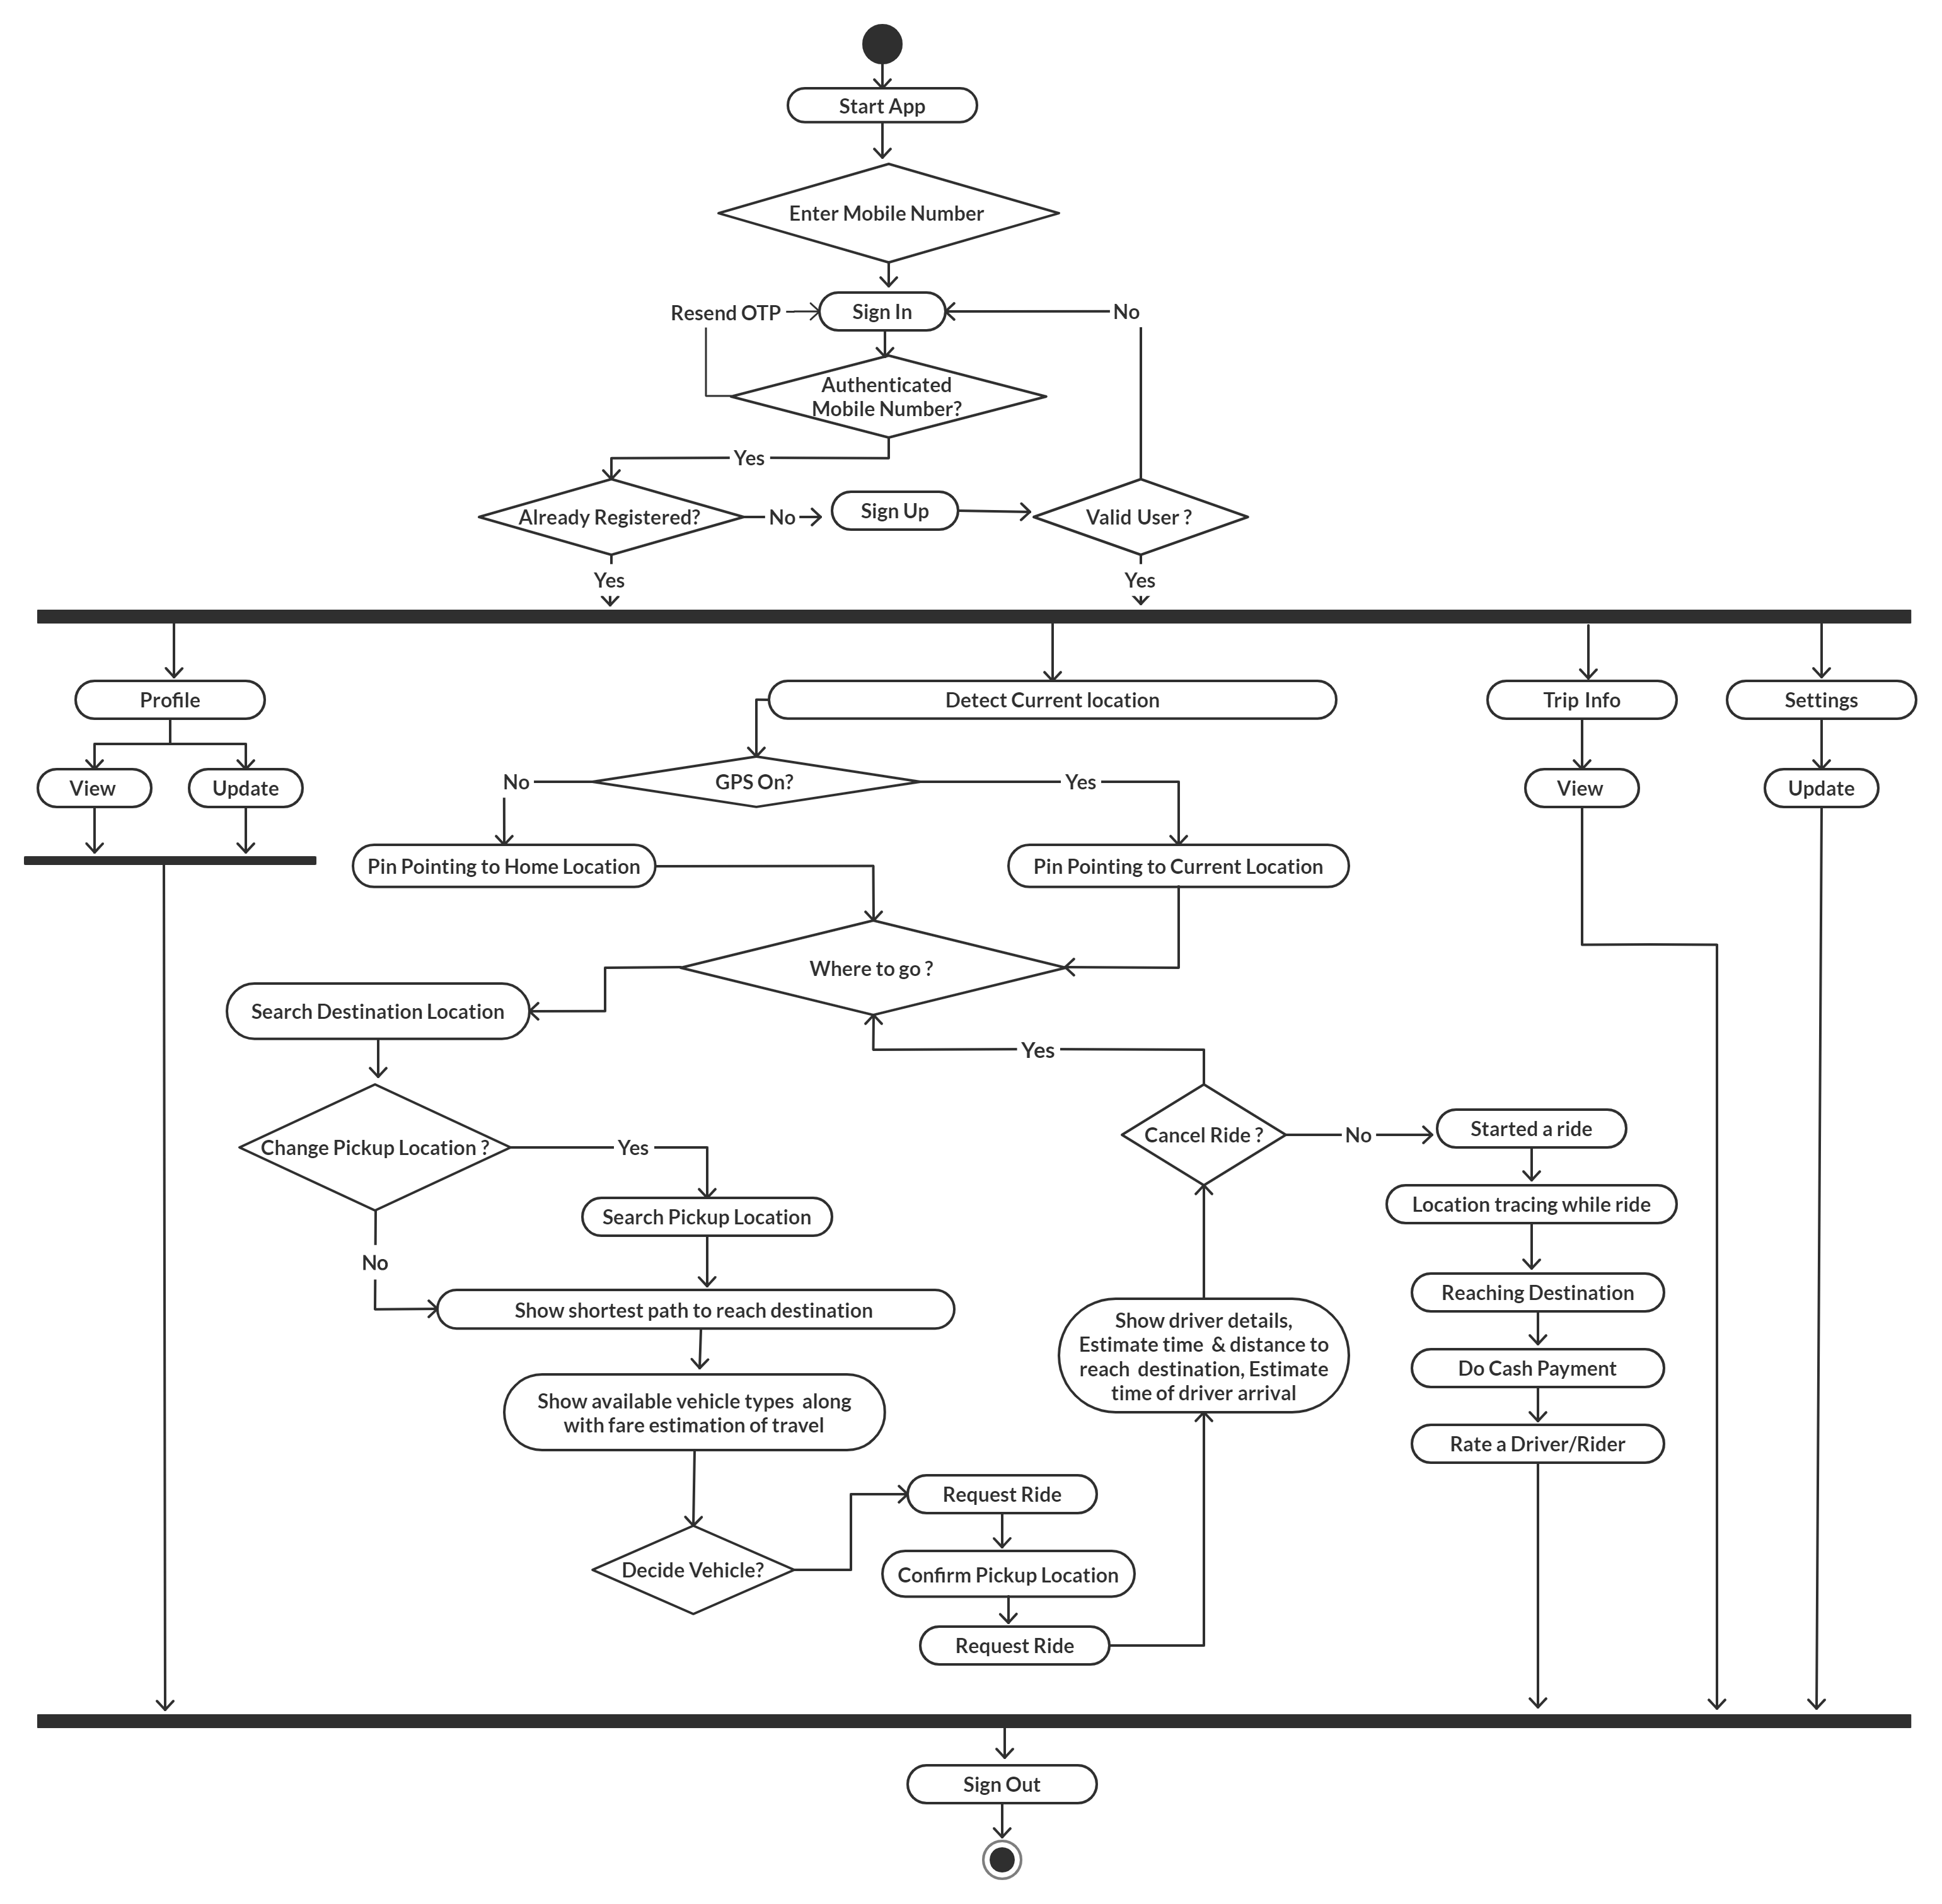 Start App
Enter Mobile Number
Resend OTP
Sign In
No
Authenticated
Mobile Number?
Yes
Already Registered?
No
Sign Up
Valid User ?
Yes
Yes
Profile
Detect Current location
Trip Info
Settings
View
Update
No
GPS On?
Yes
View
Update
Pin Pointing to Home Location
Pin Pointing to Current Location
Where to go ?
Search Destination Location
Yes
Change Pickup Location ?
Yes
Cancel Ride ?
No
Started a ride
Search Pickup Location
Location tracing while ride
No
Show shortest path to reach destination
Reaching Destination
Show driver details,
Estimate time & distance to
reach destination, Estimate
time of driver arrival
Do Cash Payment
Show available vehicle types along
with fare estimation of travel
Rate a Driver/Rider
Request Ride
Decide Vehicle?
Confirm Pickup Location
Request Ride
Sign Out